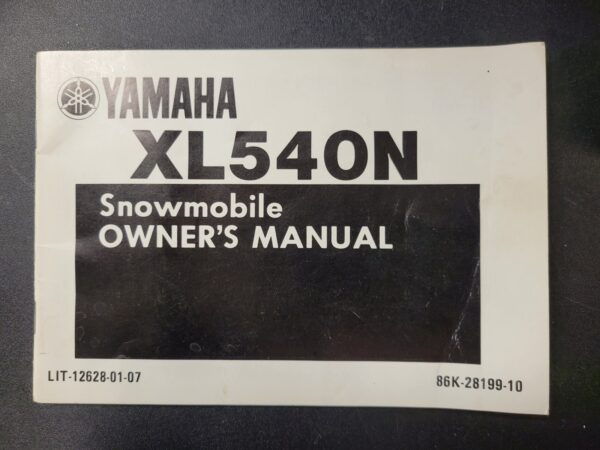 YAMAHA
XL540N
Snowmobile
OWNER'S MANUAL
LIT-12628-01-07
86K-28199-10